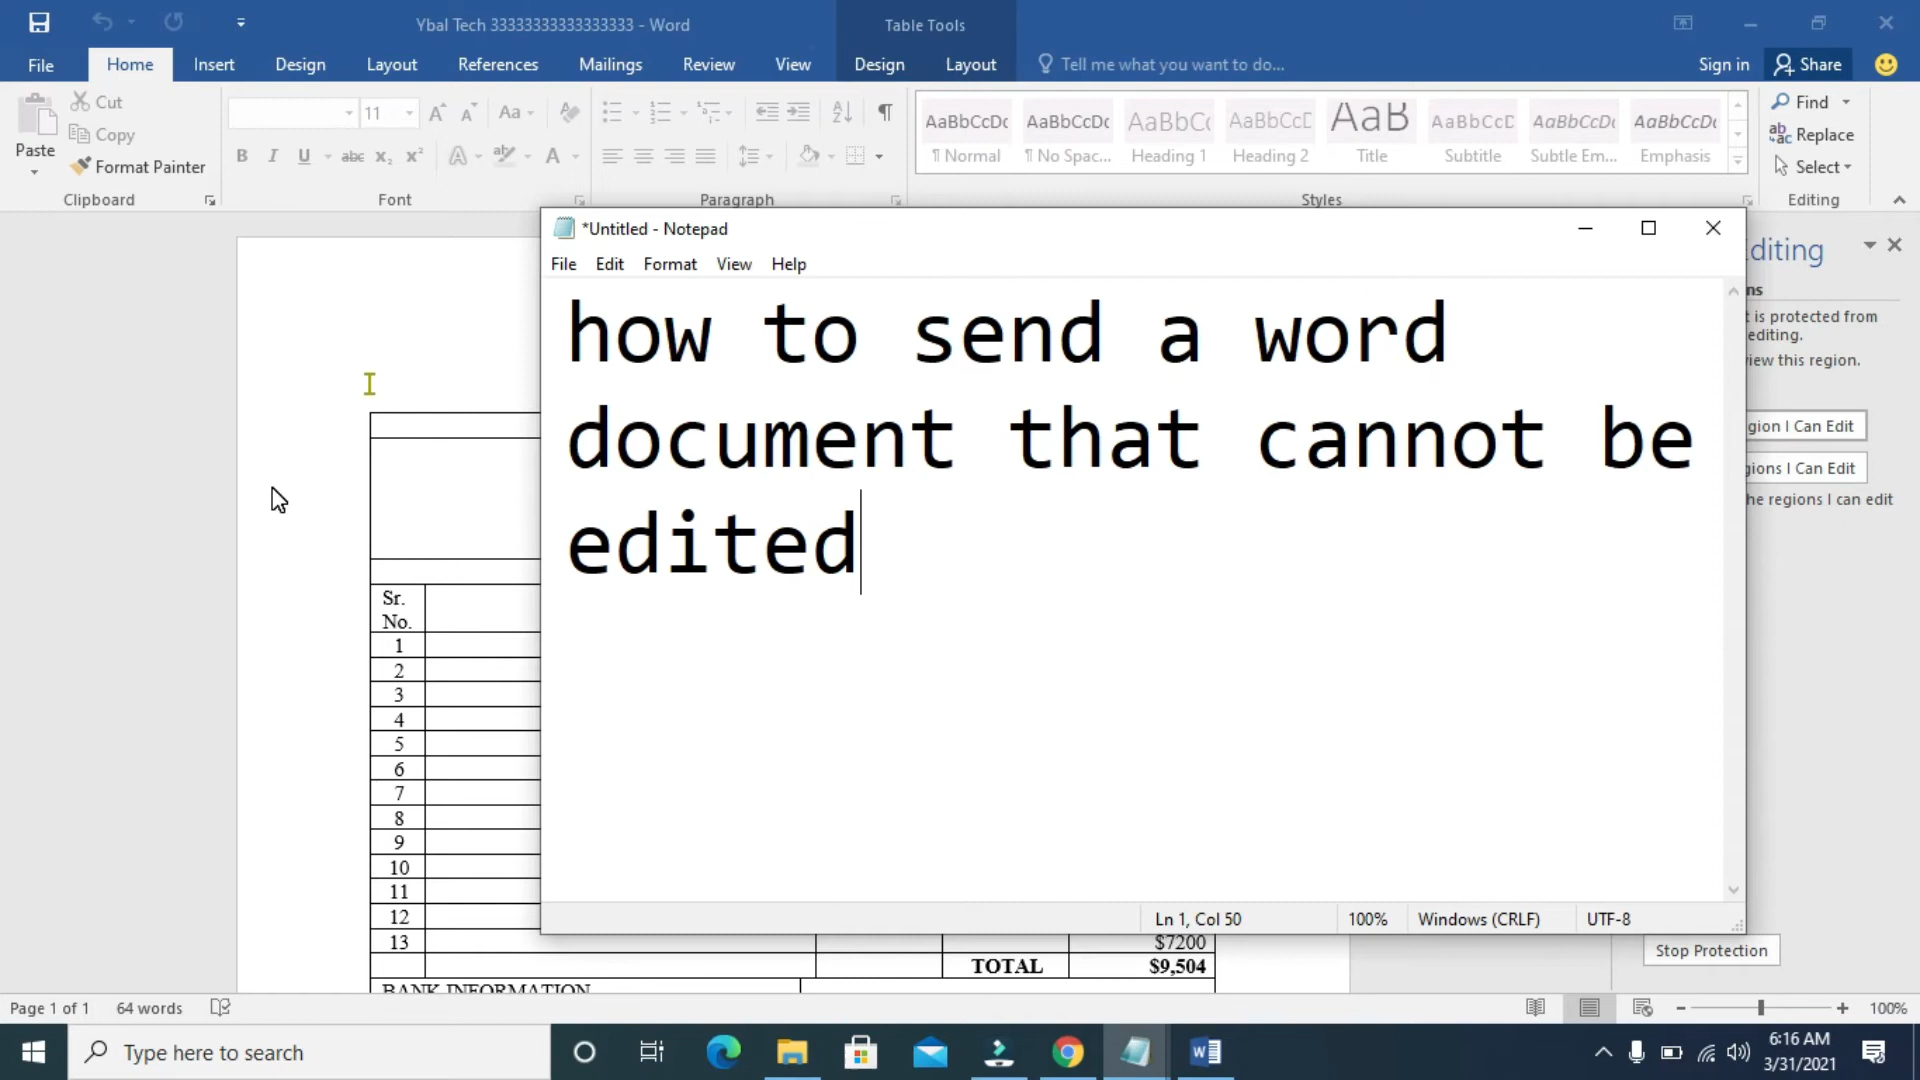 Ybal Tech 33333333333333333 - Word
Table Tools
File Home Insert Design Layout References Mailings Review View Design Layout Tell me what you want to do... Sign in Share
Cut
Copy
Format Painter
Paste
11
Aa
B I U abc x₂ x² A A
AaBbCcDc AaBbCcDc AaBbC AaBbCcD AaB AaBbCcD AaBbCcDc AaBbCcDc
¶ Normal ¶ No Spac... Heading 1 Heading 2 Title Subtitle Subtle Em... Emphasis
Find
Replace
Select
Clipboard Font Paragraph Styles Editing
*Untitled - Notepad
File Edit Format View Help
how to send a word
document that cannot be
edited
Ln 1, Col 50 100% Windows (CRLF) UTF-8
diting
ns
t is protected from
editing.
iew this region.
gion I Can Edit
gions I Can Edit
he regions I can edit
Stop Protection
Sr.
No.
1
2
3
4
5
6
7
8
9
10
11
12
13 $7200
TOTAL $9,504
BANK INFORMATION
Page 1 of 1 64 words 100%
Type here to search
6:16 AM
3/31/2021